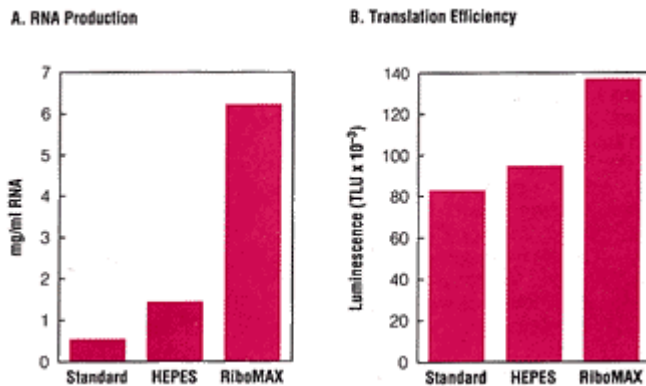 A. RNA Production
7
6
5
4
3
2
1
0
mg/ml RNA
Standard HEPES RiboMAX
B. Translation Efficiency
140
120
100
80
60
40
20
0
Luminescence (TLU x 10⁻³)
Standard HEPES RiboMAX